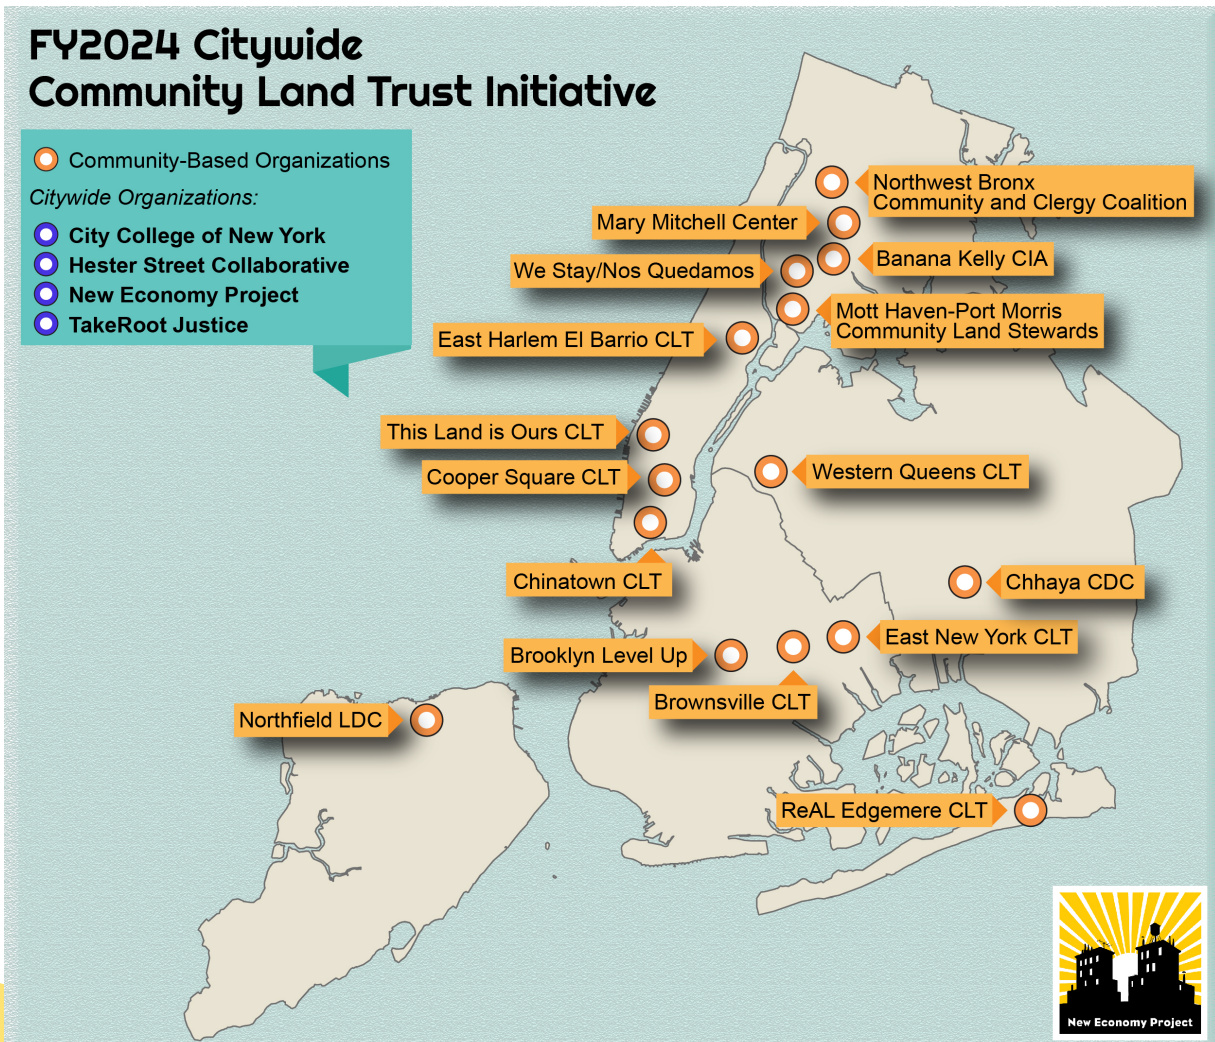 FY2024 Citywide
Community Land Trust Initiative
Community-Based Organizations
Citywide Organizations:
City College of New York
Hester Street Collaborative
New Economy Project
TakeRoot Justice
Northwest Bronx
Community and Clergy Coalition
Mary Mitchell Center
Banana Kelly CIA
We Stay/Nos Quedamos
Mott Haven-Port Morris
Community Land Stewards
East Harlem El Barrio CLT
This Land is Ours CLT
Cooper Square CLT
Western Queens CLT
Chinatown CLT
Chhaya CDC
East New York CLT
Brooklyn Level Up
Brownsville CLT
Northfield LDC
ReAL Edgemere CLT
New Economy Project